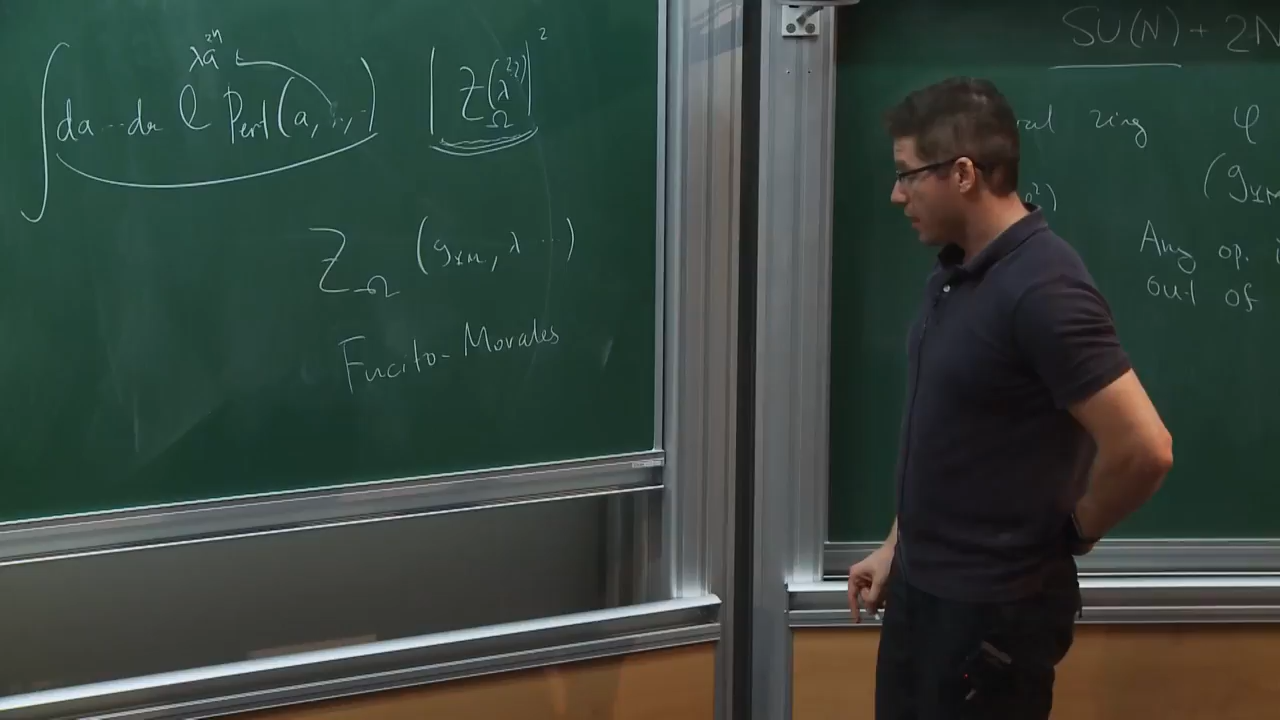 ∫ da...da e^{λa^{2n}} Pert(a, ..., ..) |Z_Ω(λ^{??})|^2
Z_Ω (g_YM, λ ...)
Fucito-Morales
SU(N) + 2N
ral ring φ
(g_YM
Any op. i
out of